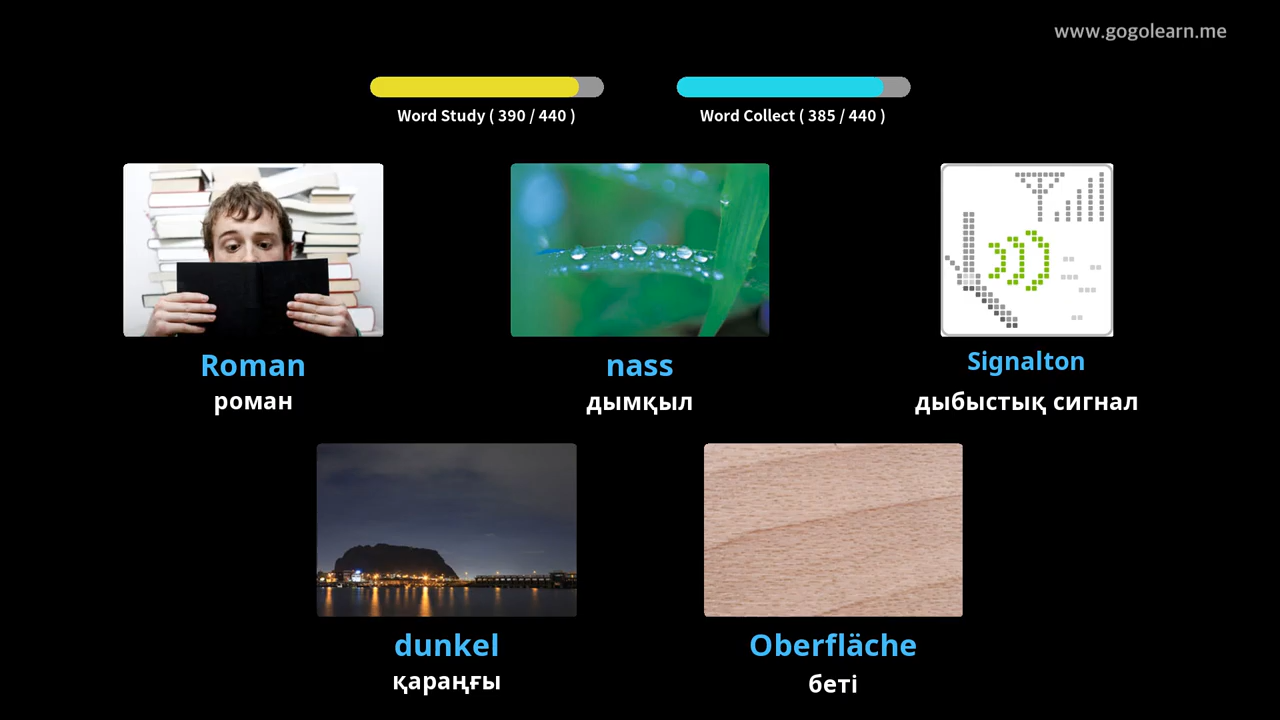 www.gogolearn.me
Word Study ( 390 / 440 )
Word Collect ( 385 / 440 )
Roman
роман
nass
дымқыл
Signalton
дыбыстық сигнал
dunkel
қараңғы
Oberfläche
беті